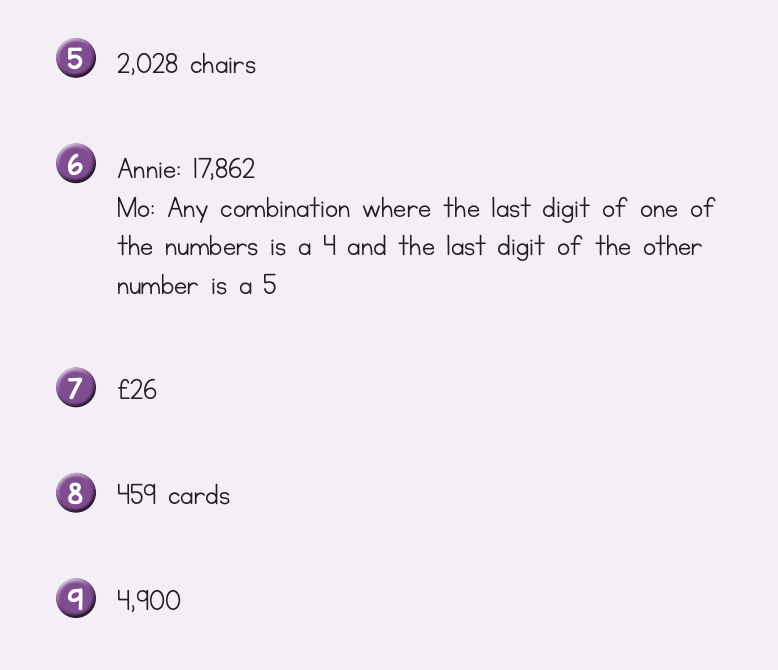 5 2,028 chairs
6 Annie: 17,862
Mo: Any combination where the last digit of one of
the numbers is a 4 and the last digit of the other
number is a 5
7 £26
8 459 cards
9 4,900